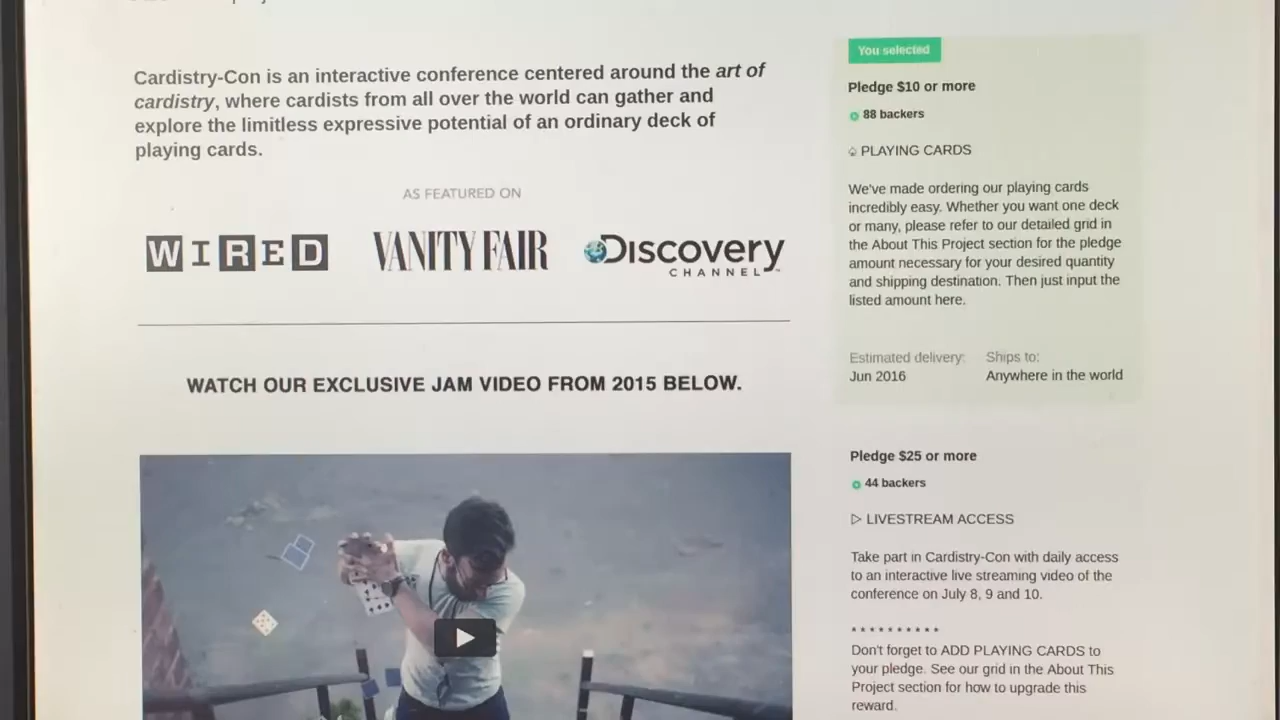 Cardistry-Con is an interactive conference centered around the art of
cardistry, where cardists from all over the world can gather and
explore the limitless expressive potential of an ordinary deck of
playing cards.
AS FEATURED ON
WIRED
VANITY FAIR
Discovery
CHANNEL
WATCH OUR EXCLUSIVE JAM VIDEO FROM 2015 BELOW.
You selected
Pledge $10 or more
88 backers
PLAYING CARDS
We've made ordering our playing cards
incredibly easy. Whether you want one deck
or many, please refer to our detailed grid in
the About This Project section for the pledge
amount necessary for your desired quantity
and shipping destination. Then just input the
listed amount here.
Estimated delivery: Ships to:
Jun 2016 Anywhere in the world
Pledge $25 or more
44 backers
LIVESTREAM ACCESS
Take part in Cardistry-Con with daily access
to an interactive live streaming video of the
conference on July 8, 9 and 10.
* * * * * * * * * *
Don't forget to ADD PLAYING CARDS to
your pledge. See our grid in the About This
Project section for how to upgrade this
reward.